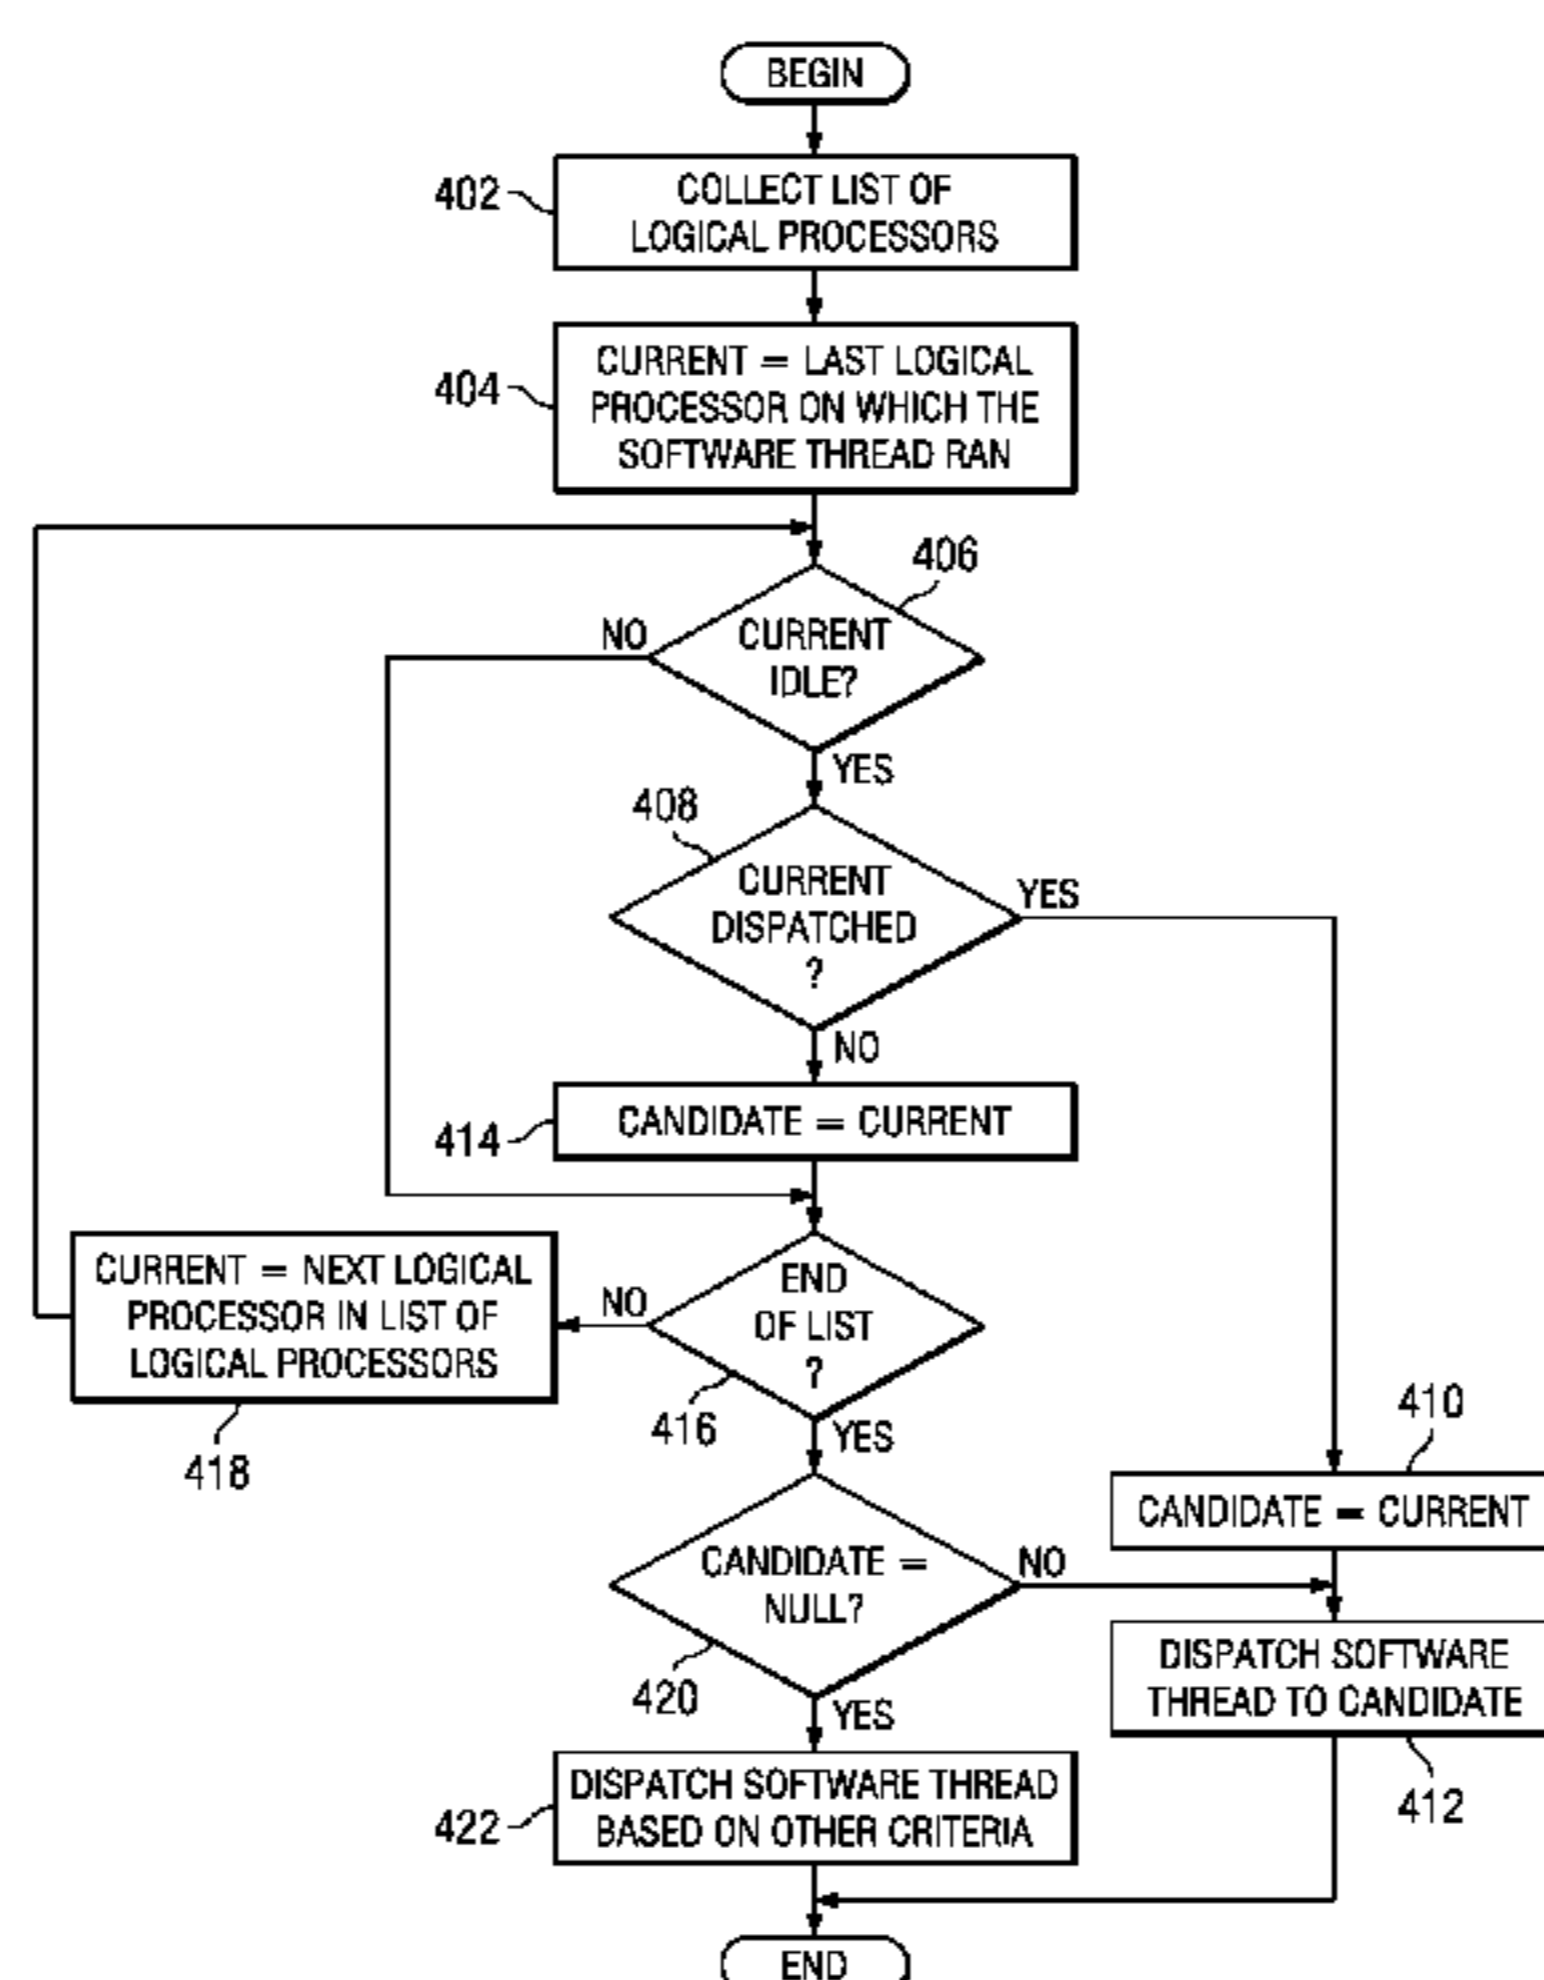 BEGIN
402
COLLECT LIST OF
LOGICAL PROCESSORS
404
CURRENT = LAST LOGICAL
PROCESSOR ON WHICH THE
SOFTWARE THREAD RAN
406
NO
CURRENT
IDLE?
YES
408
CURRENT
DISPATCHED
?
YES
NO
414
CANDIDATE = CURRENT
CURRENT = NEXT LOGICAL
PROCESSOR IN LIST OF
LOGICAL PROCESSORS
418
NO
END
OF LIST
?
416
YES
410
CANDIDATE = CURRENT
CANDIDATE =
NULL?
NO
420
YES
DISPATCH SOFTWARE
THREAD TO CANDIDATE
412
422
DISPATCH SOFTWARE THREAD
BASED ON OTHER CRITERIA
END